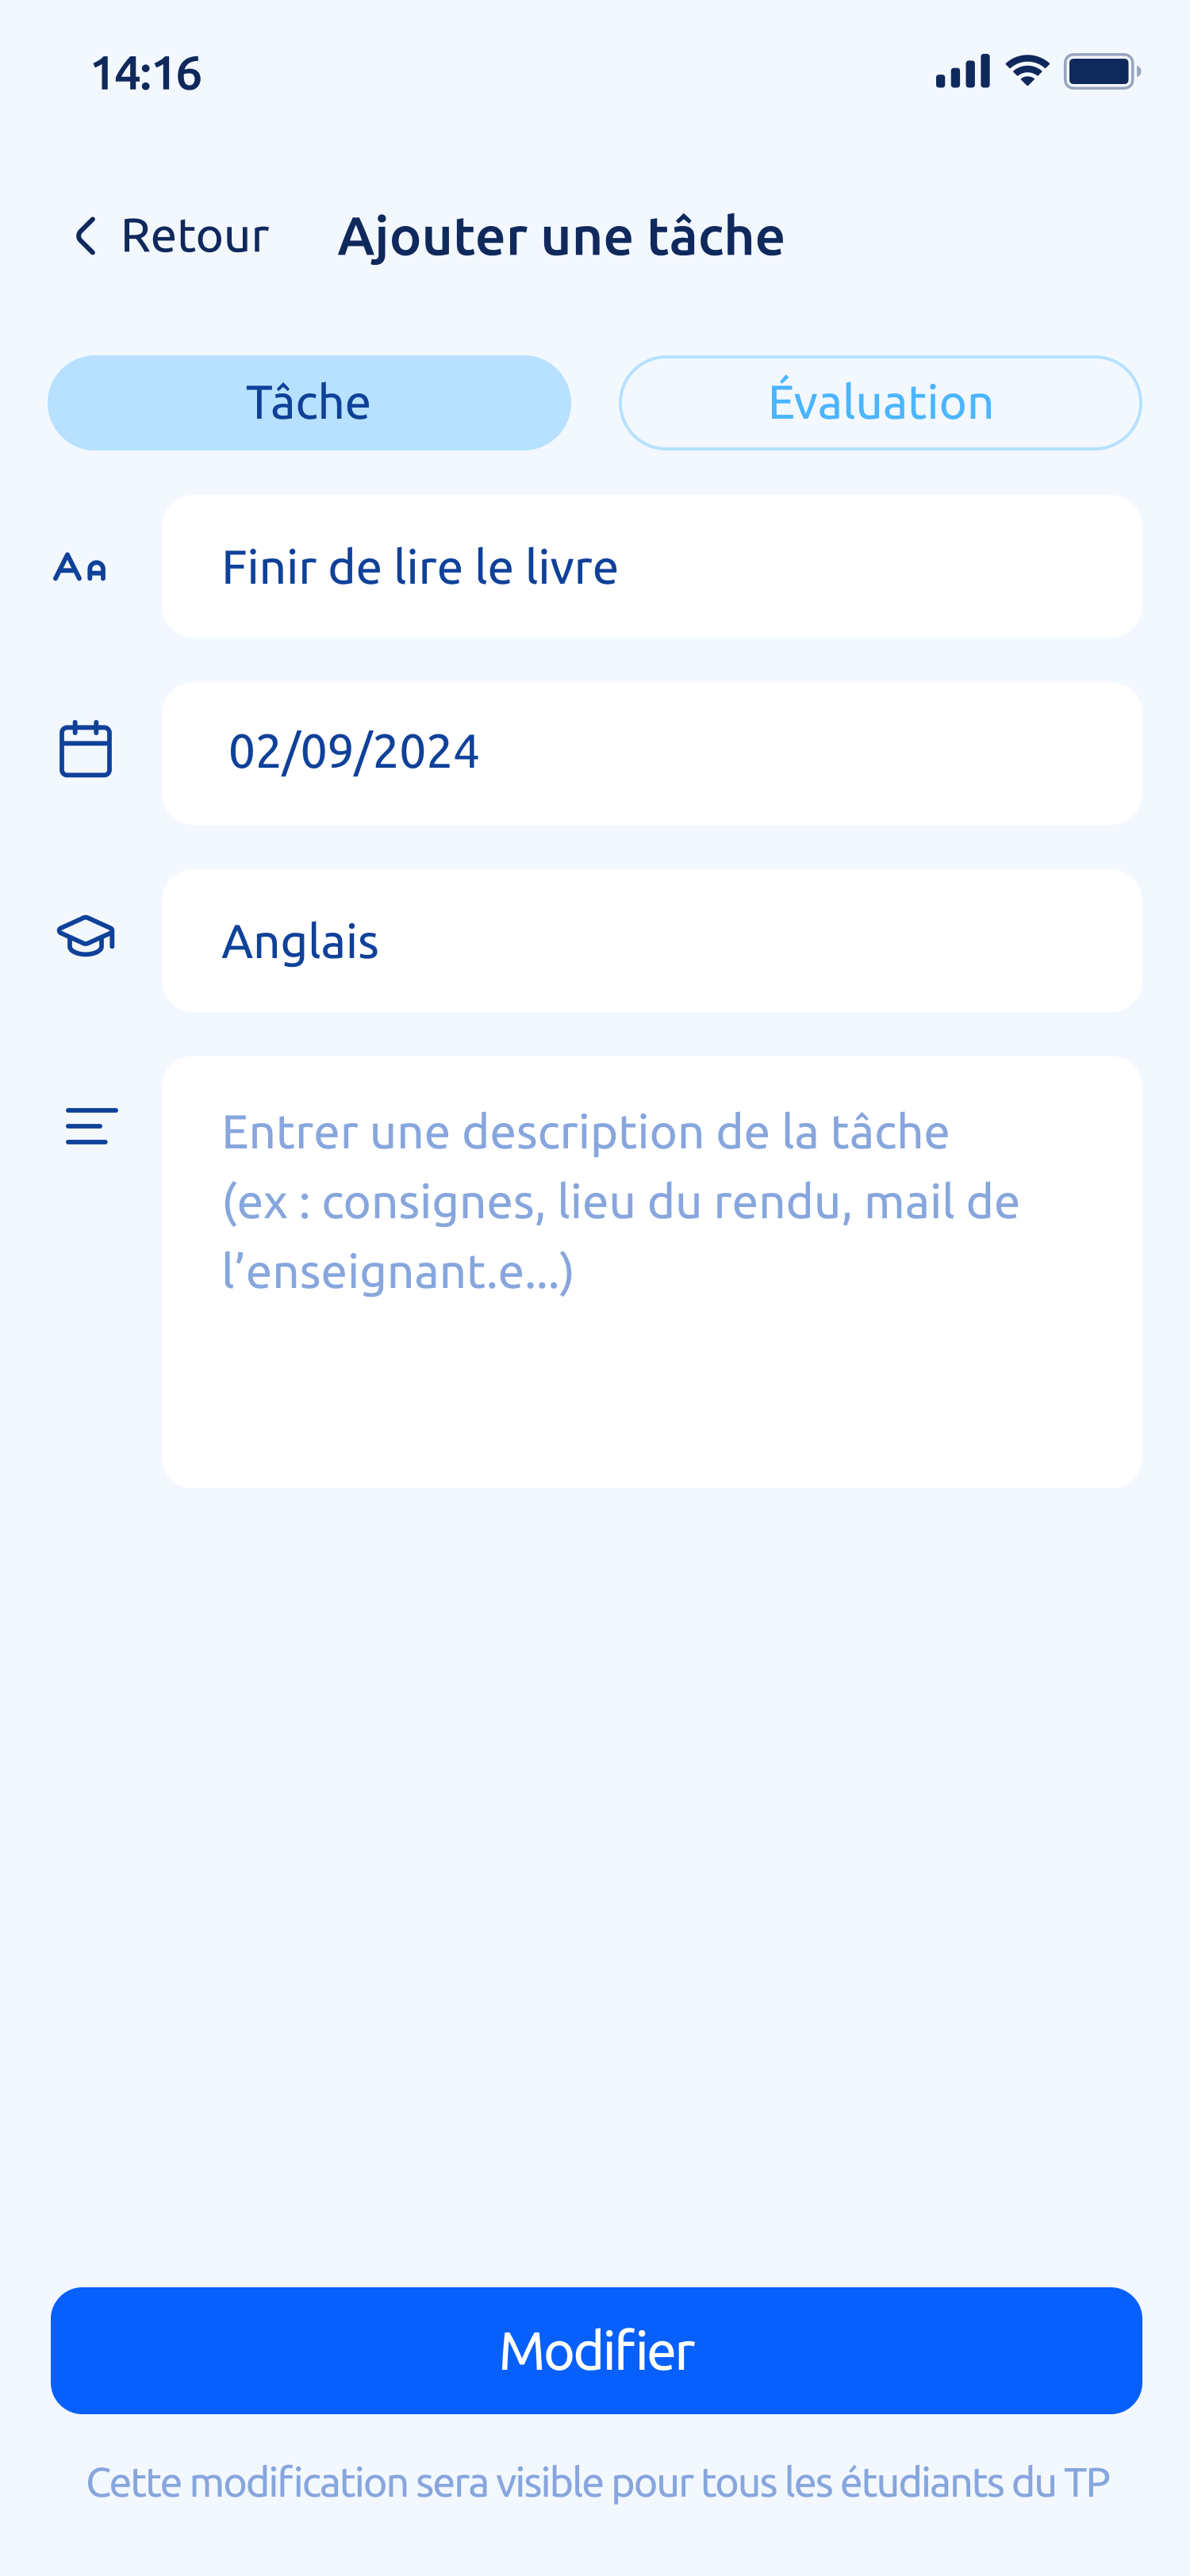 14:16
Retour
Ajouter une tâche
Tâche
Évaluation
Finir de lire le livre
02/09/2024
Anglais
Entrer une description de la tâche
(ex : consignes, lieu du rendu, mail de
l’enseignant.e...)
Modifier
Cette modification sera visible pour tous les étudiants du TP